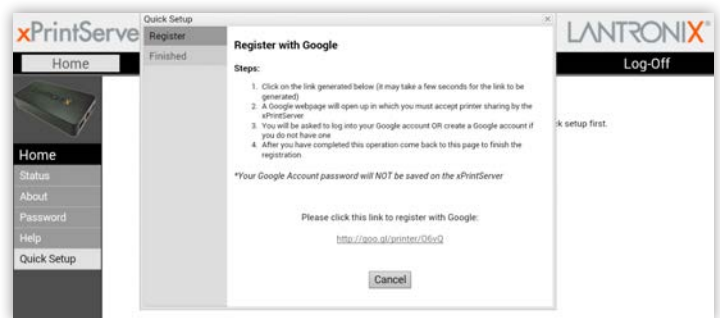 Quick Setup
xPrintServe
LANTRONIX®
Register
Finished
Home
Log-Off
Register with Google
Steps:
1. Click on the link generated below (it may take a few seconds for the link to be
generated)
2. A Google webpage will open up in which you must accept printer sharing by the
xPrintServer
3. You will be asked to log into your Google account OR create a Google account if
you do not have one
4. After you have completed this operation come back to this page to finish the
registration
*Your Google Account password will NOT be saved on the xPrintServer
Please click this link to register with Google:
http://goo.gl/printer/O6vQ
Cancel
ck setup first.
Home
Status
About
Password
Help
Quick Setup